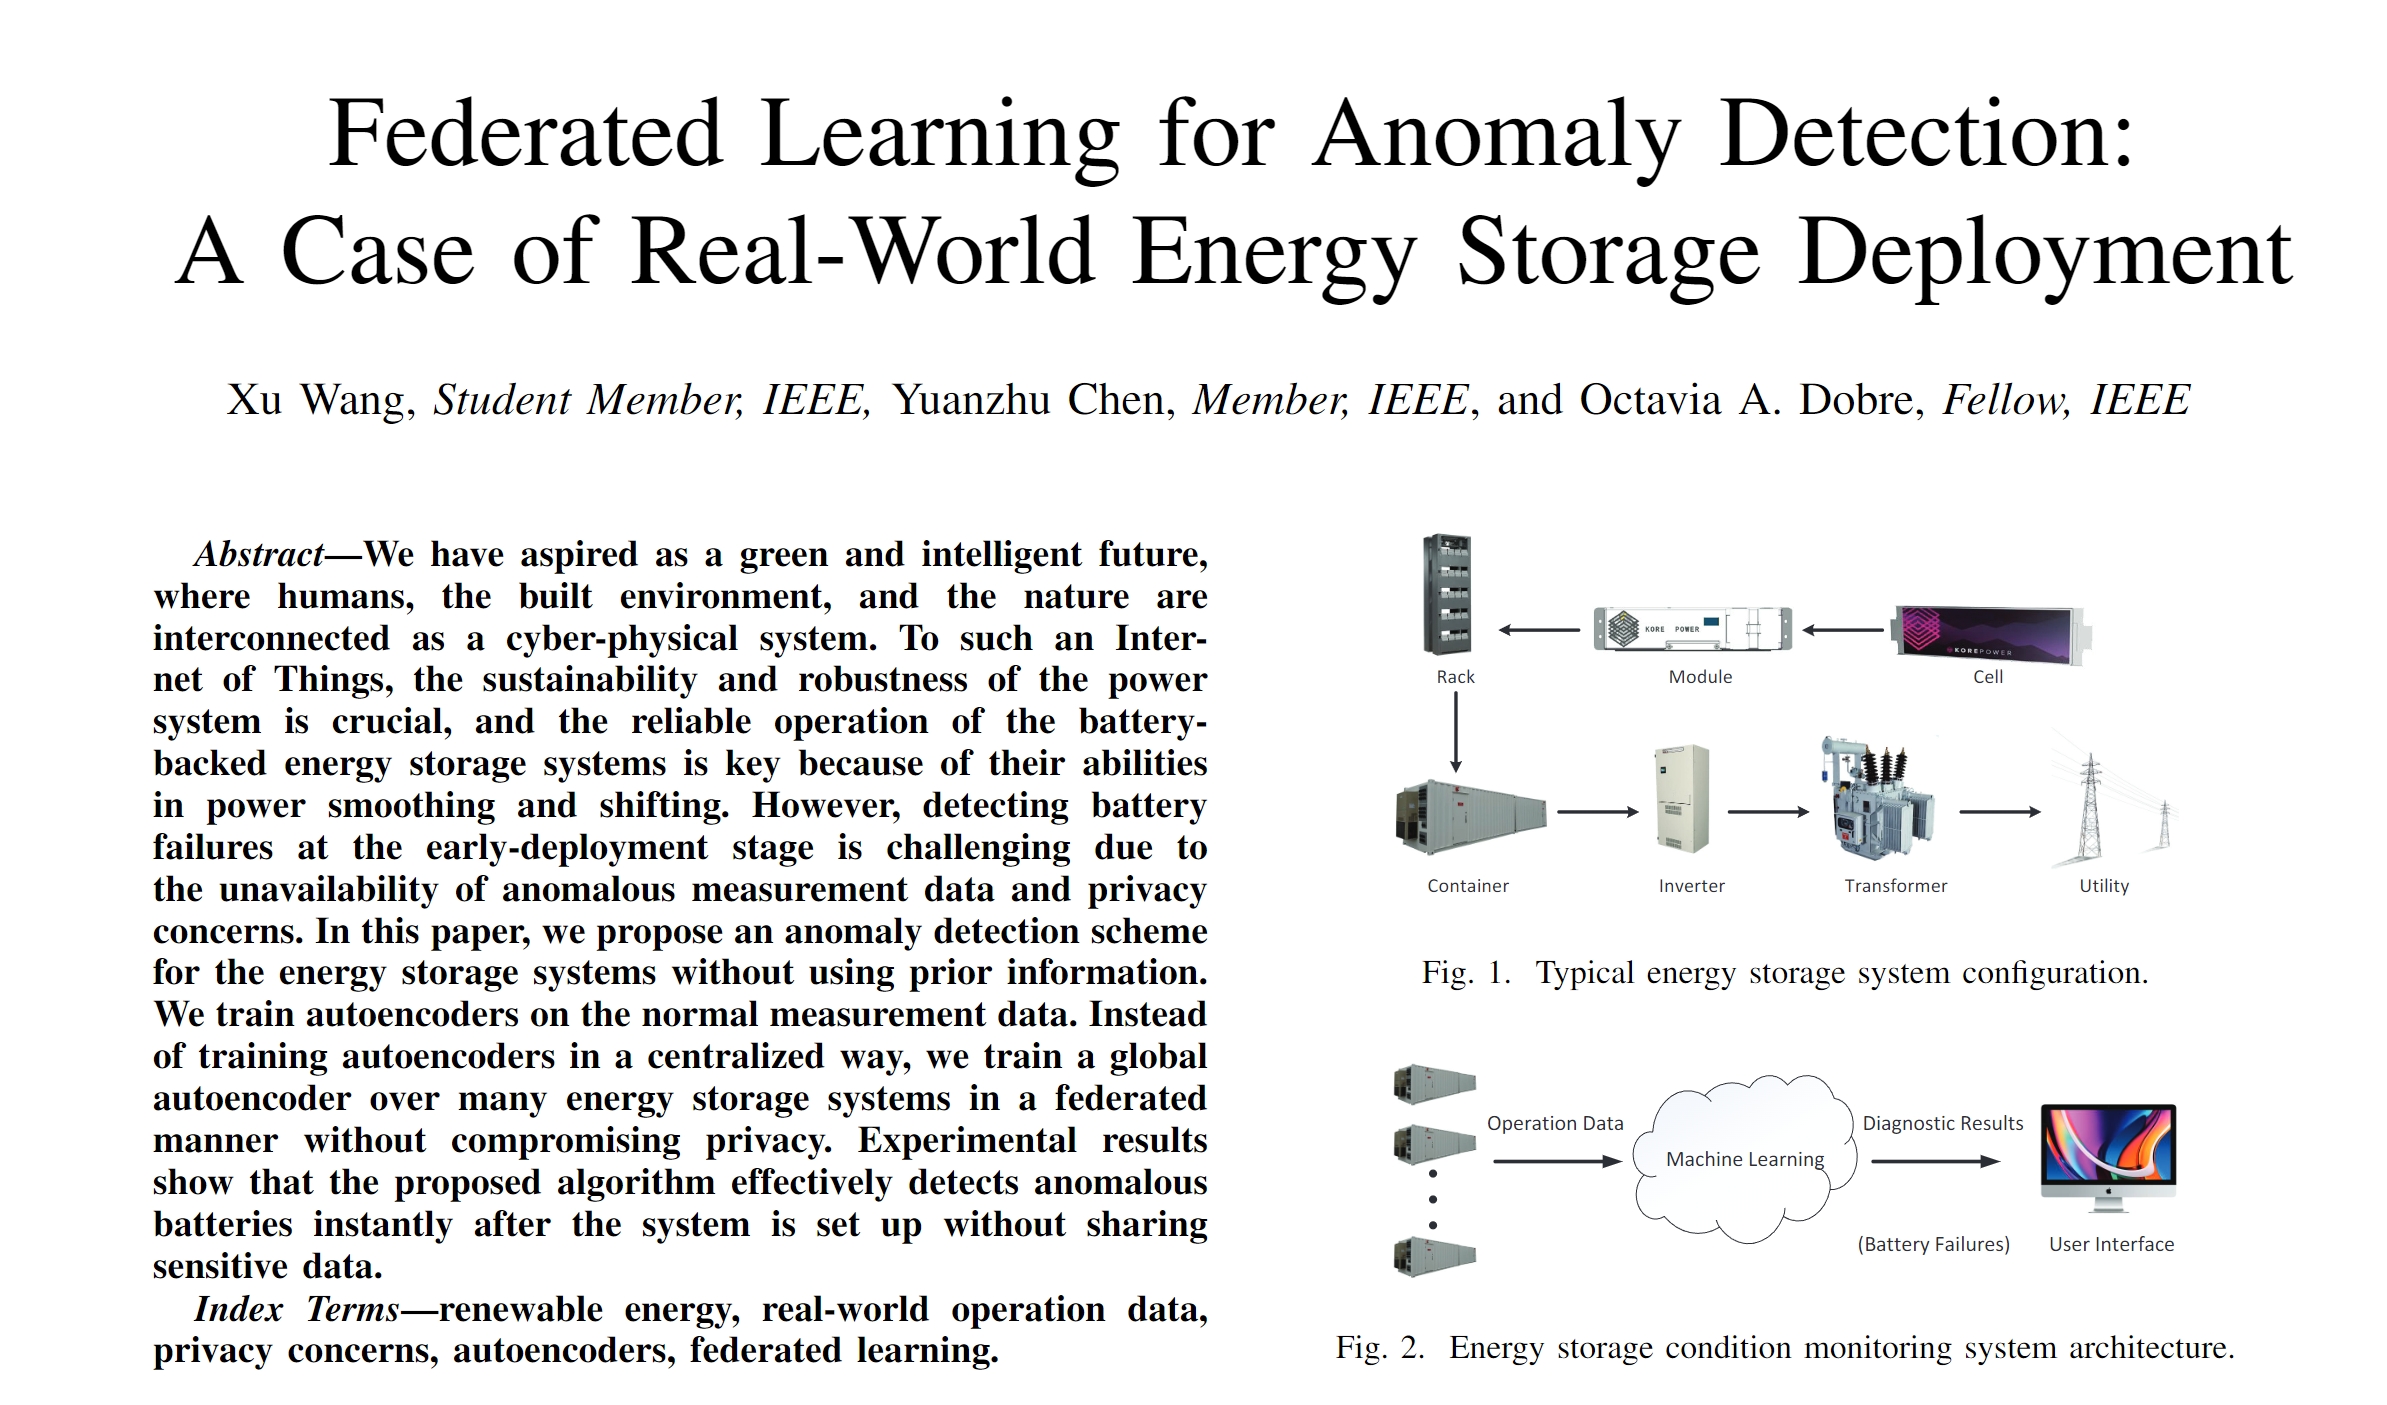 Federated Learning for Anomaly Detection:
A Case of Real-World Energy Storage Deployment
Xu Wang, Student Member, IEEE, Yuanzhu Chen, Member, IEEE, and Octavia A. Dobre, Fellow, IEEE
Abstract—We have aspired as a green and intelligent future,
where humans, the built environment, and the nature are
interconnected as a cyber-physical system. To such an Inter-
net of Things, the sustainability and robustness of the power
system is crucial, and the reliable operation of the battery-
backed energy storage systems is key because of their abilities
in power smoothing and shifting. However, detecting battery
failures at the early-deployment stage is challenging due to
the unavailability of anomalous measurement data and privacy
concerns. In this paper, we propose an anomaly detection scheme
for the energy storage systems without using prior information.
We train autoencoders on the normal measurement data. Instead
of training autoencoders in a centralized way, we train a global
autoencoder over many energy storage systems in a federated
manner without compromising privacy. Experimental results
show that the proposed algorithm effectively detects anomalous
batteries instantly after the system is set up without sharing
sensitive data.
Index Terms—renewable energy, real-world operation data,
privacy concerns, autoencoders, federated learning.
KORE POWER
KOREPOWER
Rack
Module
Cell
Container
Inverter
Transformer
Utility
Fig. 1. Typical energy storage system configuration.
Operation Data
Machine Learning
Diagnostic Results
(Battery Failures)
User Interface
Fig. 2. Energy storage condition monitoring system architecture.